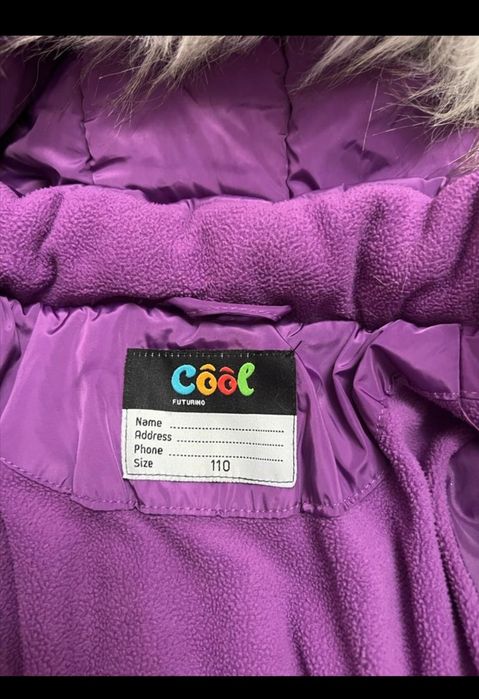 côôl
FUTURINO
Name ........................
Address ........................
Phone ........................
Size 110